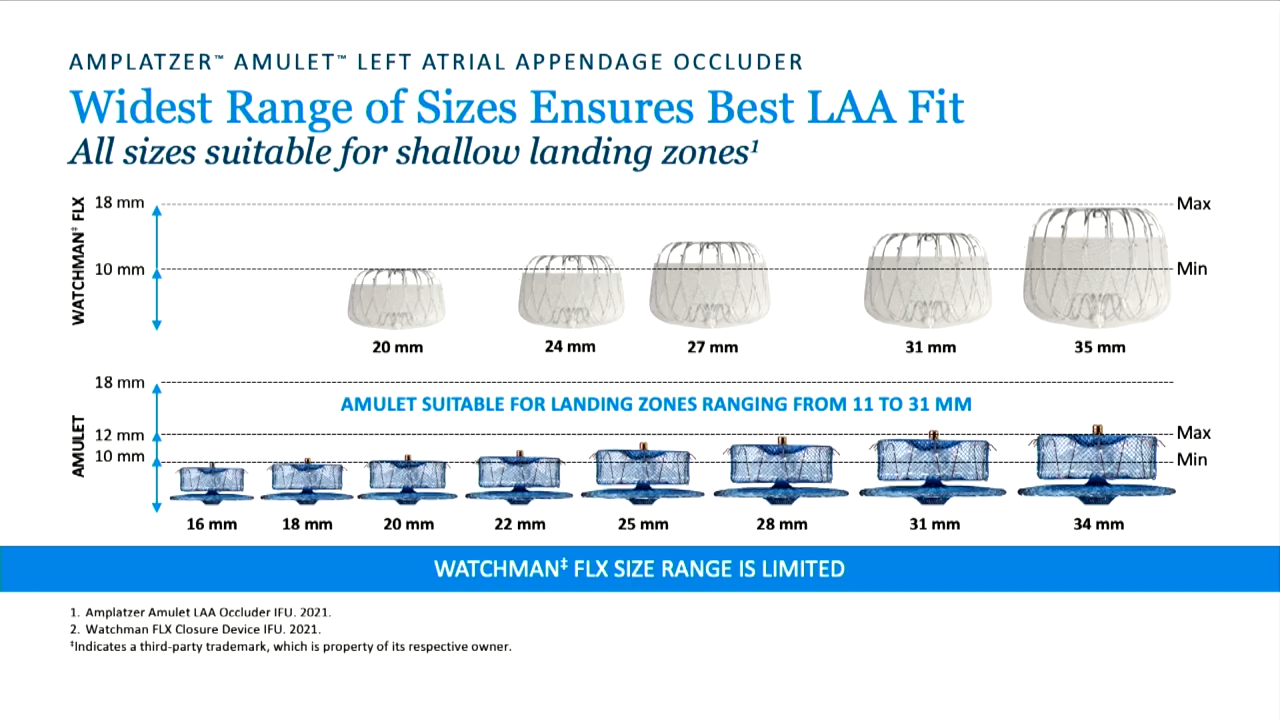 AMPLATZER™ AMULET™ LEFT ATRIAL APPENDAGE OCCLUDER
Widest Range of Sizes Ensures Best LAA Fit
All sizes suitable for shallow landing zones¹
WATCHMAN‡ FLX
18 mm
Max
10 mm
Min
20 mm
24 mm
27 mm
31 mm
35 mm
AMULET
18 mm
AMULET SUITABLE FOR LANDING ZONES RANGING FROM 11 TO 31 MM
12 mm
Max
10 mm
Min
16 mm
18 mm
20 mm
22 mm
25 mm
28 mm
31 mm
34 mm
WATCHMAN‡ FLX SIZE RANGE IS LIMITED
1. Amplatzer Amulet LAA Occluder IFU. 2021.
2. Watchman FLX Closure Device IFU. 2021.
‡Indicates a third-party trademark, which is property of its respective owner.